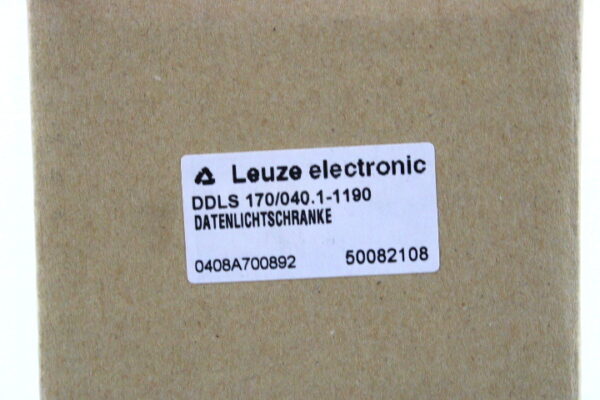 Leuze electronic
DDLS 170/040.1-1190
DATENLICHTSCHRANKE
0408A700892 50082108